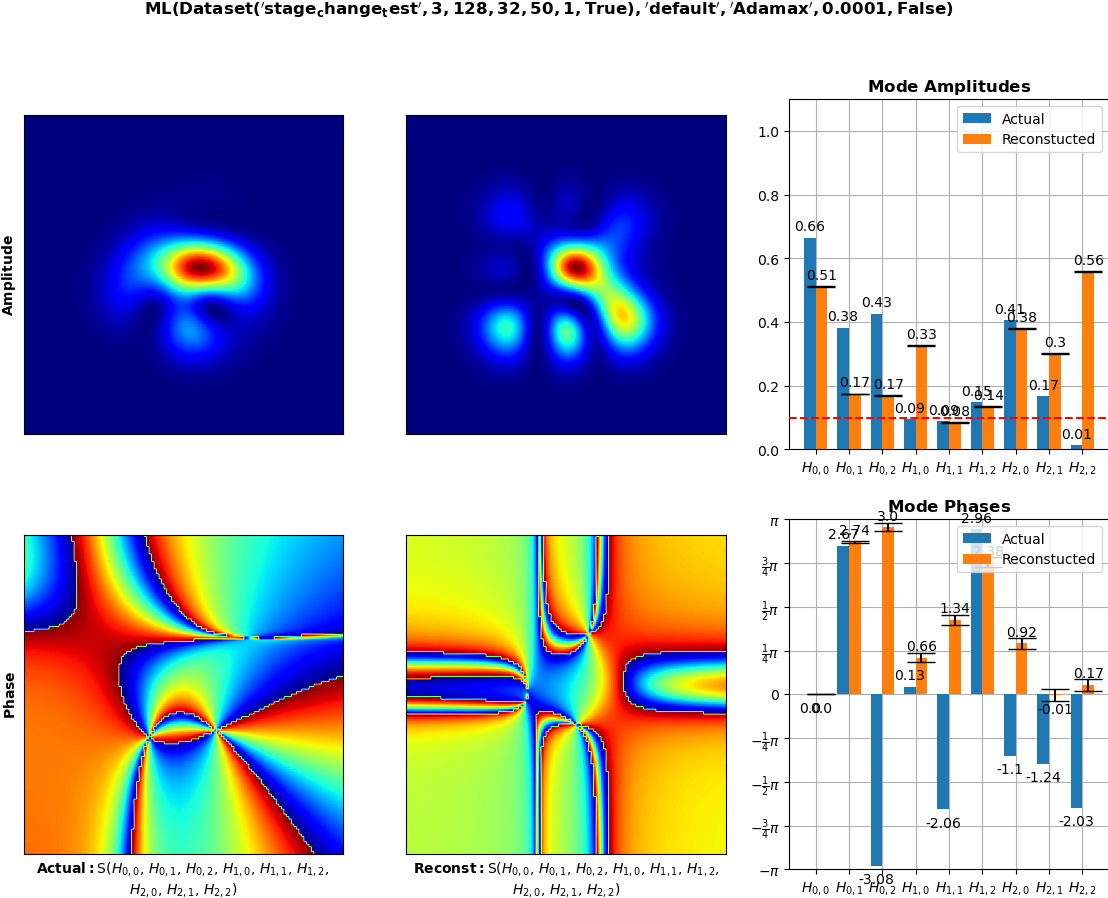 ML(Dataset('stage_change_test', 3, 128, 32, 50, 1, True), 'default', 'Adamax', 0.0001, False)
Mode Amplitudes
Amplitude
Actual
Reconstucted
1.0
0.8
0.6
0.4
0.2
0.0
0.66
0.51
0.38
0.17
0.43
0.17
0.09
0.33
0.09
0.08
0.15
0.14
0.41
0.38
0.17
0.3
0.01
0.56
H0,0 H0,1 H0,2 H1,0 H1,1 H1,2 H2,0 H2,1 H2,2
Mode Phases
Phase
Actual
Reconstucted
π
3/4π
1/2π
1/4π
0
−1/4π
−1/2π
−3/4π
−π
0.0
0.0
2.67
2.74
-3.08
3.0
0.13
0.66
-2.06
1.34
2.96
-1.1
0.92
-1.24
-0.01
-2.03
0.17
H0,0 H0,1 H0,2 H1,0 H1,1 H1,2 H2,0 H2,1 H2,2
Actual: S(H0,0, H0,1, H0,2, H1,0, H1,1, H1,2,
H2,0, H2,1, H2,2)
Reconst: S(H0,0, H0,1, H0,2, H1,0, H1,1, H1,2,
H2,0, H2,1, H2,2)